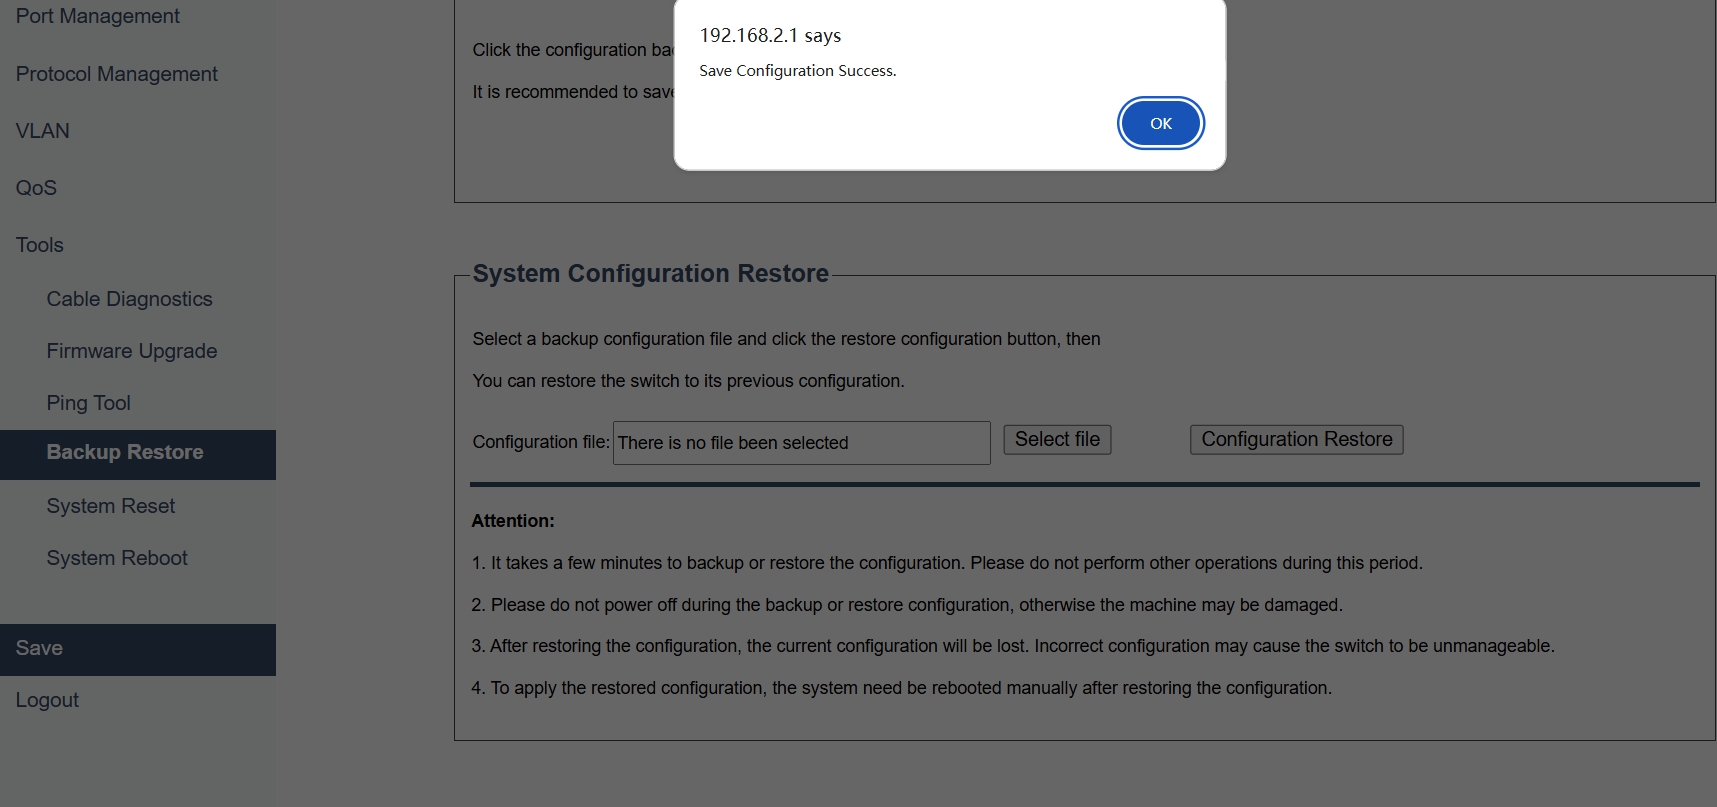 Port Management
Protocol Management
VLAN
QoS
Tools
Cable Diagnostics
Firmware Upgrade
Ping Tool
Backup Restore
System Reset
System Reboot
Save
Logout
192.168.2.1 says
Save Configuration Success.
OK
Click the configuration
It is recommended to
System Configuration Restore
Select a backup configuration file and click the restore configuration button, then
You can restore the switch to its previous configuration.
Configuration file: There is no file been selected Select file Configuration Restore
Attention:
1. It takes a few minutes to backup or restore the configuration. Please do not perform other operations during this period.
2. Please do not power off during the backup or restore configuration, otherwise the machine may be damaged.
3. After restoring the configuration, the current configuration will be lost. Incorrect configuration may cause the switch to be unmanageable.
4. To apply the restored configuration, the system need be rebooted manually after restoring the configuration.